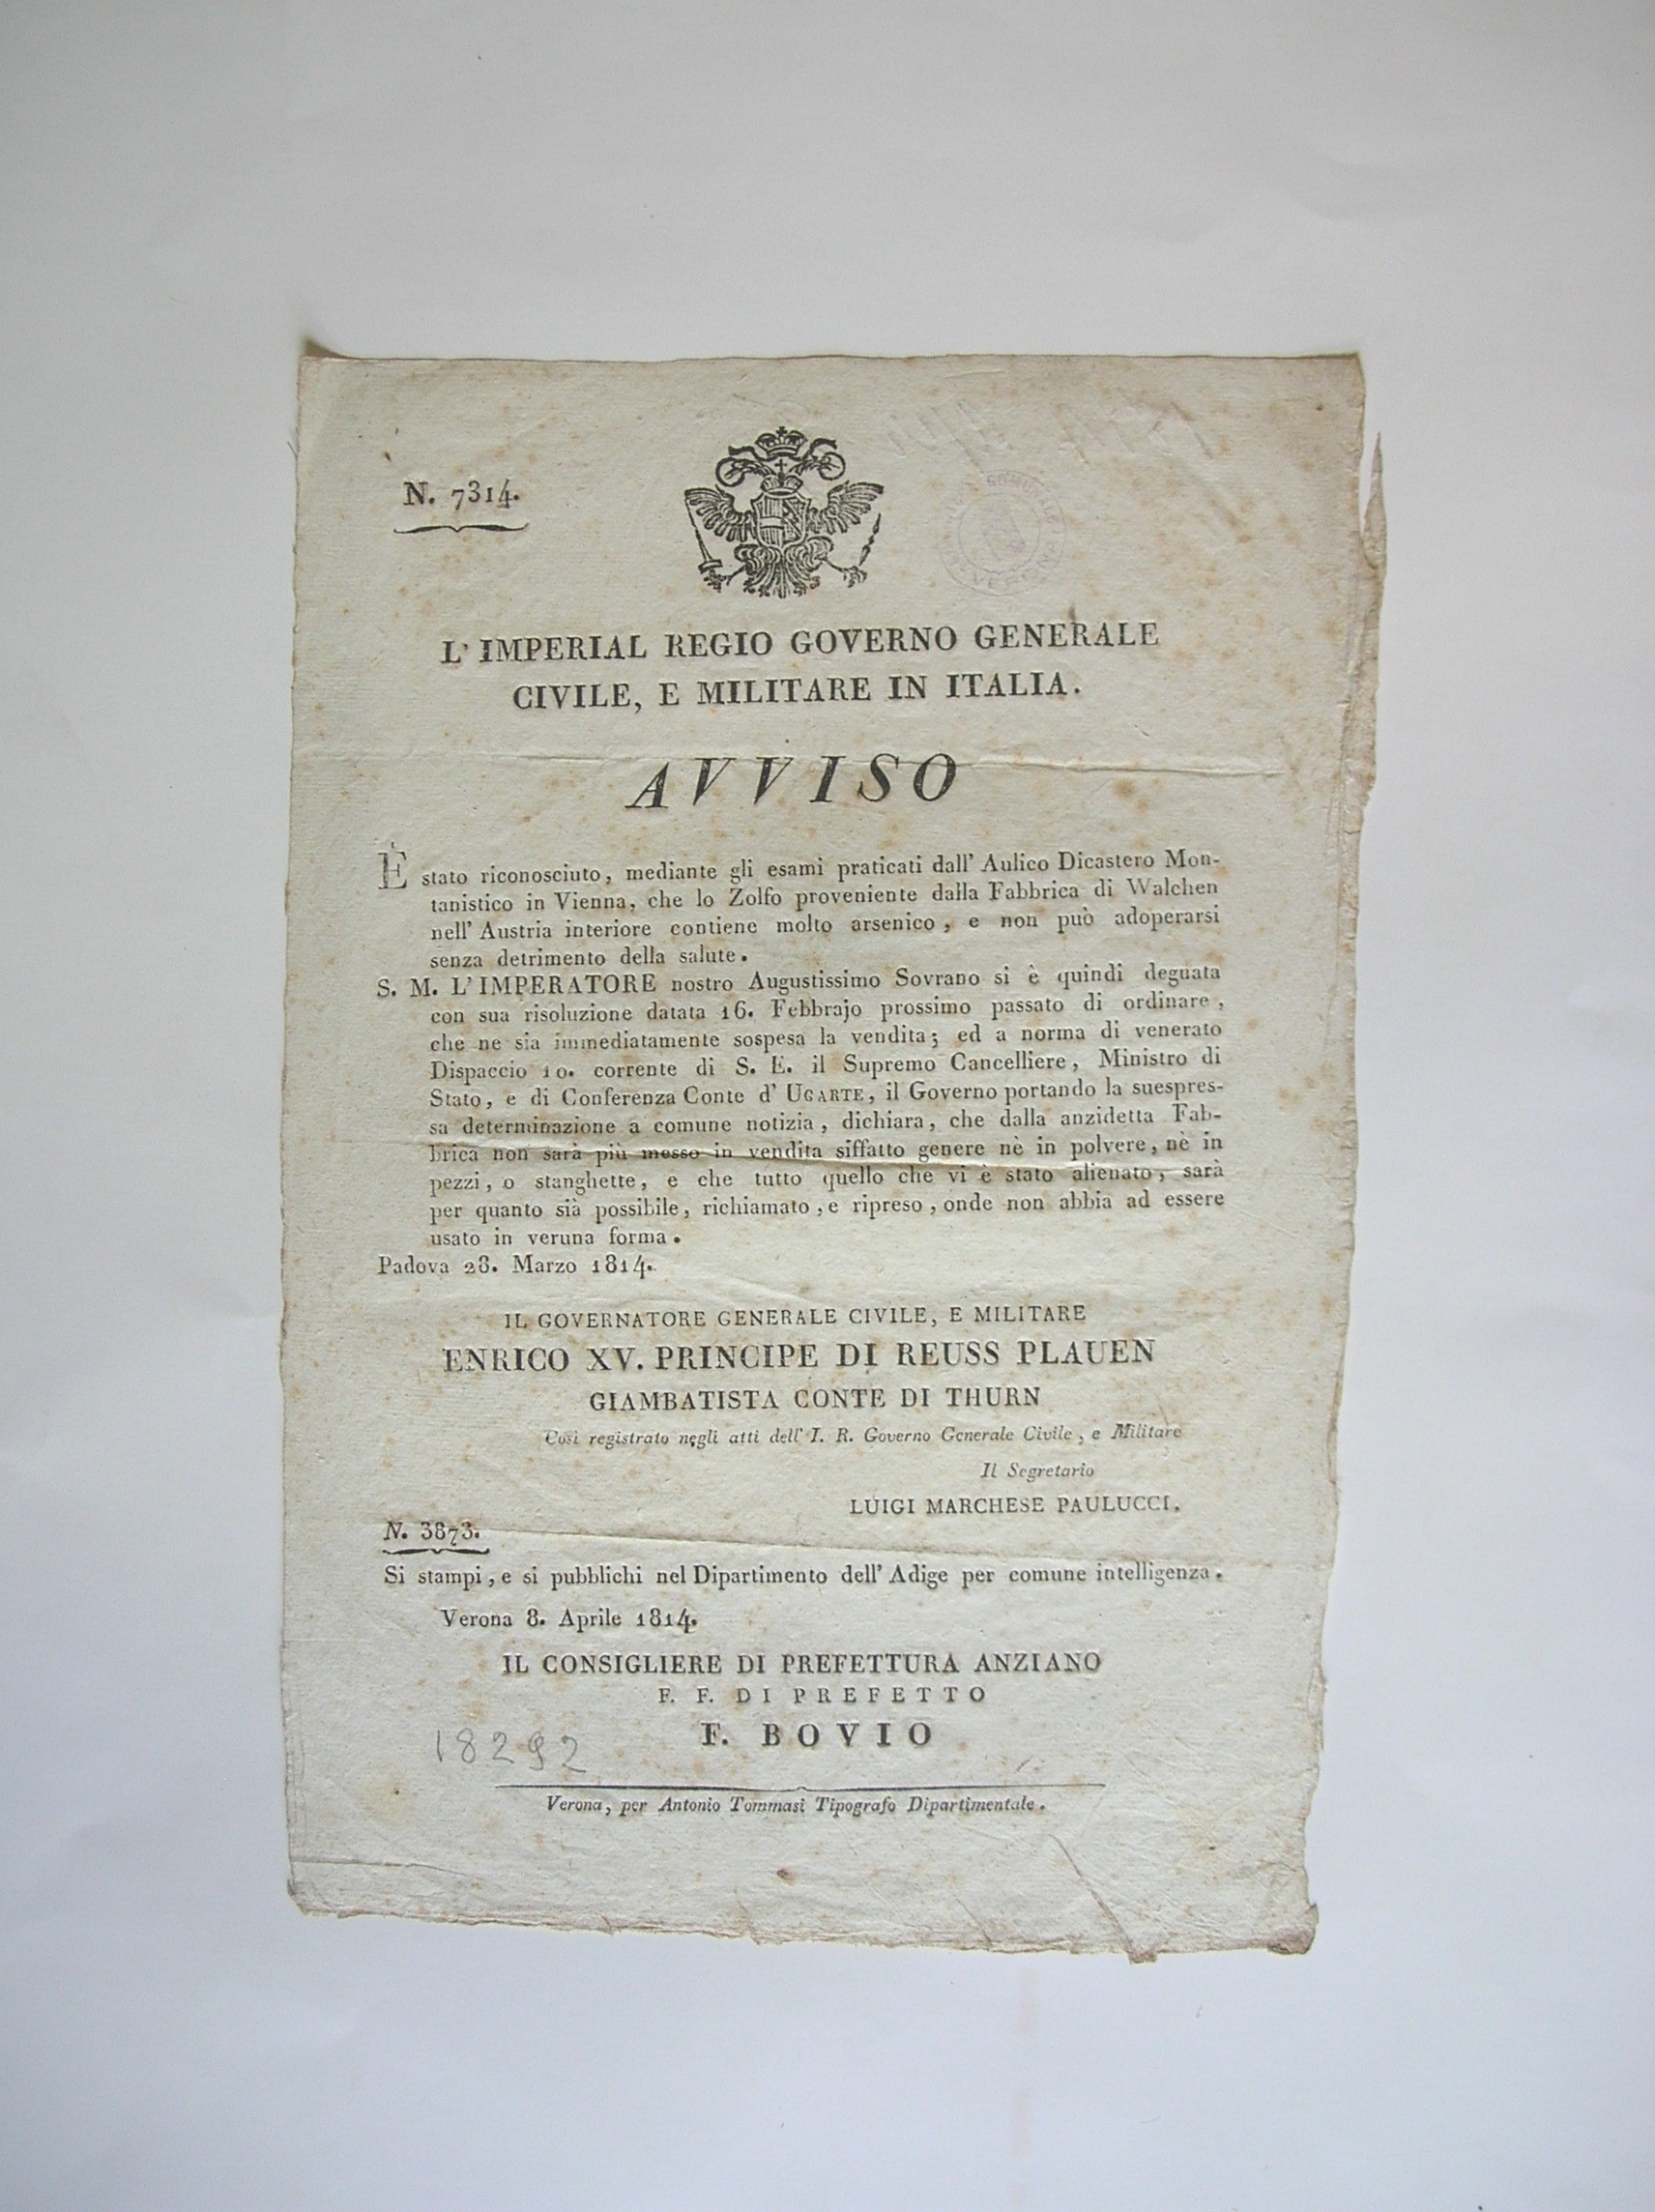 N. 7314.
L' IMPERIAL REGIO GOVERNO GENERALE
CIVILE, E MILITARE IN ITALIA.
AVVISO
È stato riconosciuto, mediante gli esami praticati dall' Aulico Dicastero Mon-
tanistico in Vienna, che lo Zolfo proveniente dalla Fabbrica di Walchen
nell' Austria interiore contiene molto arsenico, e non può adoperarsi
senza detrimento della salute.
S. M. L'IMPERATORE nostro Augustissimo Sovrano si è quindi degnata
con sua risoluzione datata 16. Febbrajo prossimo passato di ordinare,
che ne sia immediatamente sospesa la vendita; ed a norma di venerato
Dispaccio 10. corrente di S. E. il Supremo Cancelliere, Ministro di
Stato, e di Conferenza Conte d' UGARTE, il Governo portando la suespres-
sa determinazione a comune notizia, dichiara, che dalla anzidetta Fab-
brica non sarà più messo in vendita siffatto genere nè in polvere, nè in
pezzi, o stanghette, e che tutto quello che vi è stato alienato, sarà
per quanto sià possibile, richiamato, e ripreso, onde non abbia ad essere
usato in veruna forma.
Padova 28. Marzo 1814.
IL GOVERNATORE GENERALE CIVILE, E MILITARE
ENRICO XV. PRINCIPE DI REUSS PLAUEN
GIAMBATISTA CONTE DI THURN
Così registrato negli atti dell' I. R. Governo Generale Civile, e Militare
Il Segretario
LUIGI MARCHESE PAULUCCI.
N. 3873.
Si stampi, e si pubblichi nel Dipartimento dell' Adige per comune intelligenza.
Verona 8. Aprile 1814.
IL CONSIGLIERE DI PREFETTURA ANZIANO
F. F. DI PREFETTO
F. BOVIO
18292
Verona, per Antonio Tommasi Tipografo Dipartimentale.